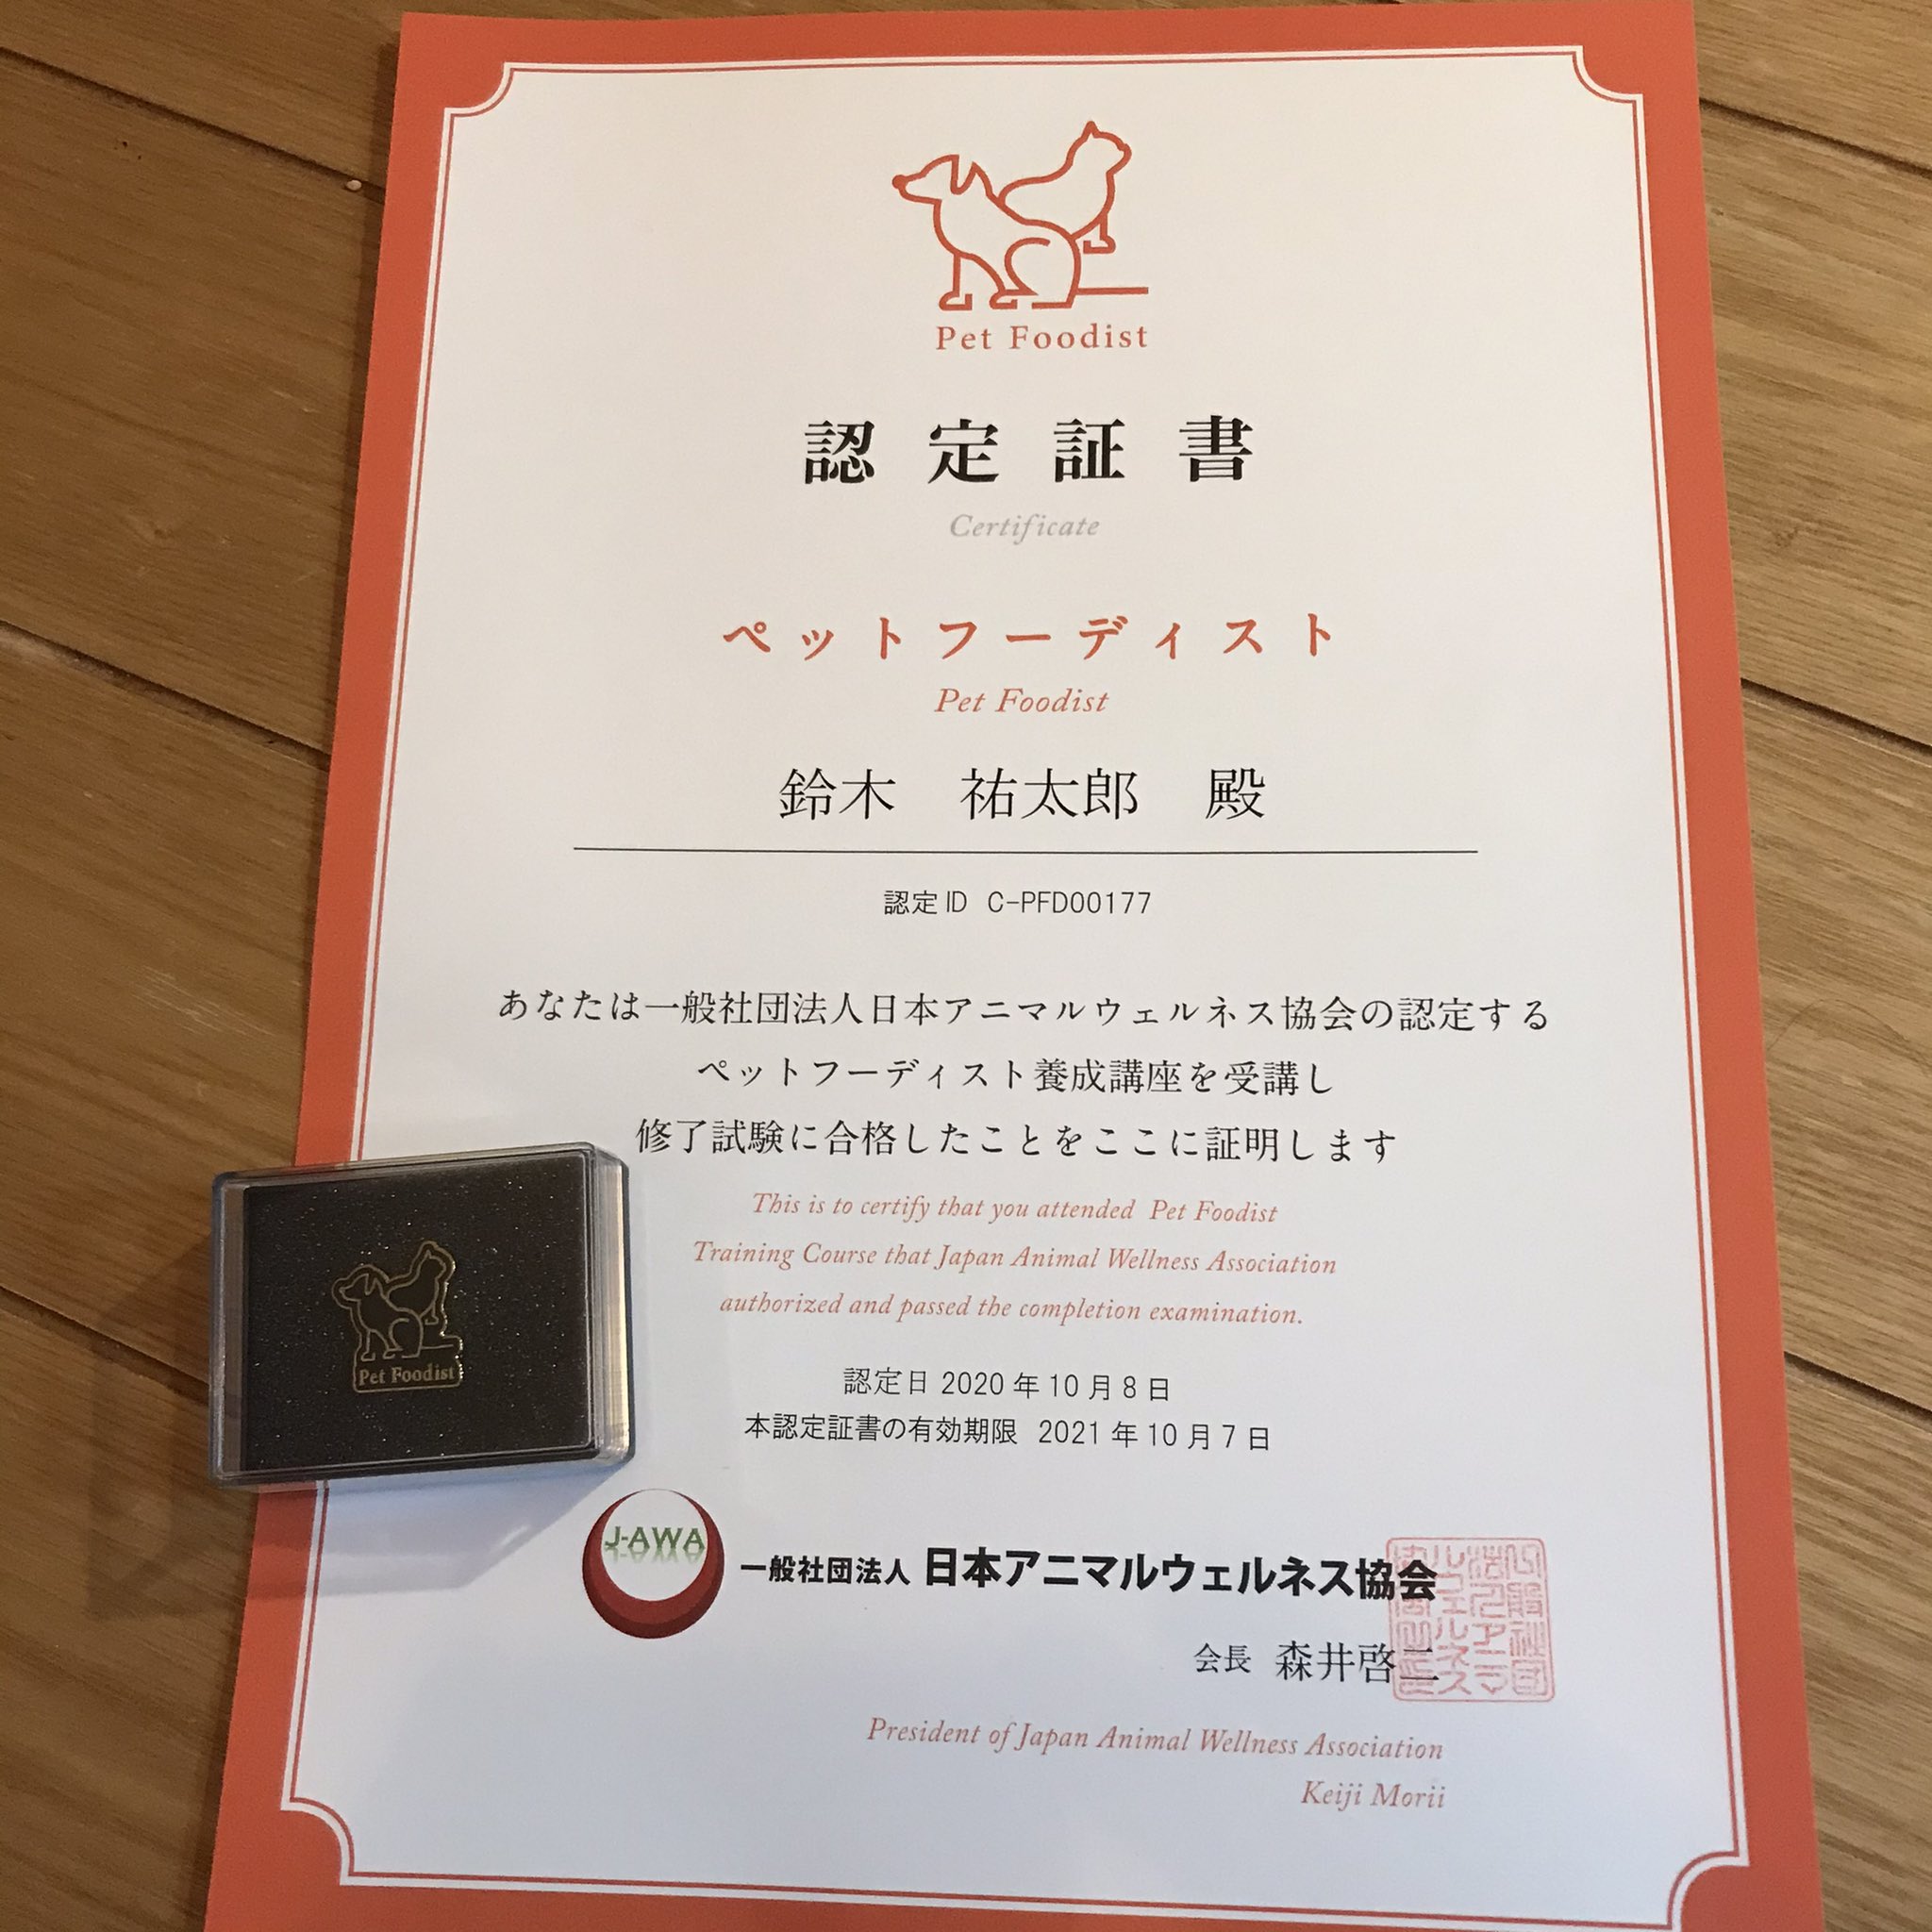 Pet Foodist
認定証書
Certificate
ペットフーディスト
Pet Foodist
鈴木 祐太郎 殿
認定ID C-PFD00177
あなたは一般社団法人日本アニマルウェルネス協会の認定する
ペットフーディスト養成講座を受講し
修了試験に合格したことをここに証明します
This is to certify that you attended Pet Foodist
Training Course that Japan Animal Wellness Association
authorized and passed the completion examination.
Pet Foodist
認定日 2020年10月8日
本認定証書の有効期限 2021年10月7日
J-AWA
一般社団法人 日本アニマルウェルネス協会
会長 森井啓二
President of Japan Animal Wellness Association
Keiji Morii